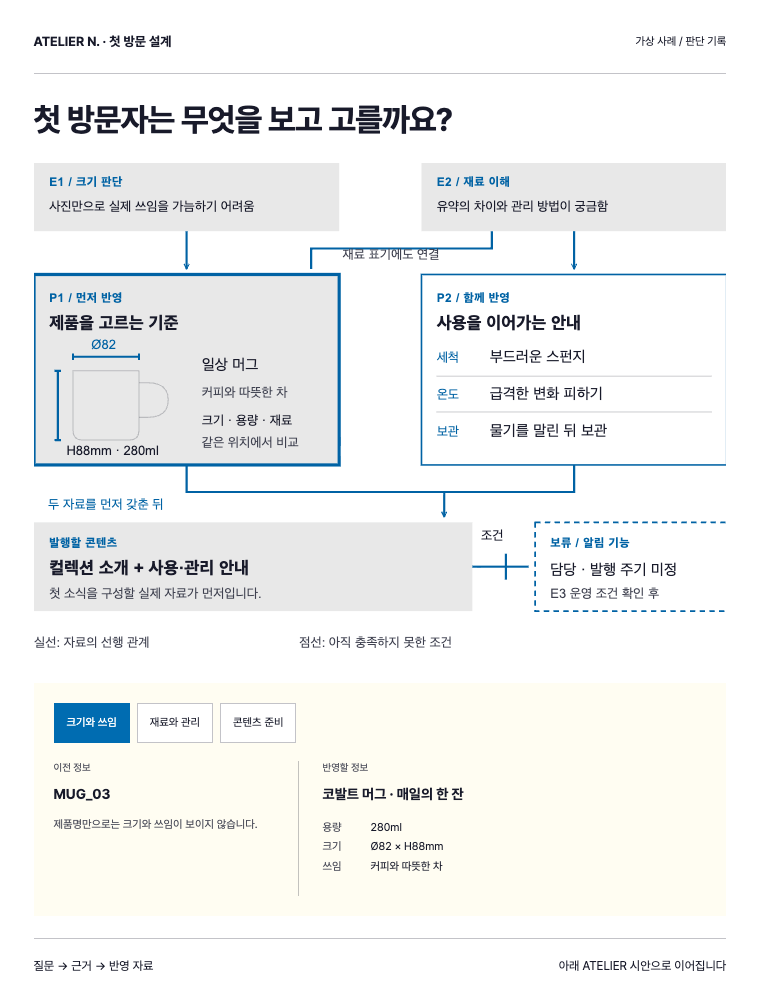 ATELIER N. · 첫 방문 설계
가상 사례 / 판단 기록
첫 방문자는 무엇을 보고 고를까요?
E1 / 크기 판단
사진만으로 실제 쓰임을 가늠하기 어려움
E2 / 재료 이해
유약의 차이와 관리 방법이 궁금함
재료 표기에도 연결
P1 / 먼저 반영
제품을 고르는 기준
Ø82
일상 머그
커피와 따뜻한 차
크기 · 용량 · 재료
같은 위치에서 비교
H88mm · 280ml
P2 / 함께 반영
사용을 이어가는 안내
세척 부드러운 스펀지
온도 급격한 변화 피하기
보관 물기를 말린 뒤 보관
두 자료를 먼저 갖춘 뒤
발행할 콘텐츠
컬렉션 소개 + 사용·관리 안내
첫 소식을 구성할 실제 자료가 먼저입니다.
조건
보류 / 알림 기능
담당 · 발행 주기 미정
E3 운영 조건 확인 후
실선: 자료의 선행 관계
점선: 아직 충족하지 못한 조건
크기와 쓰임
재료와 관리
콘텐츠 준비
이전 정보
MUG_03
제품명만으로는 크기와 쓰임이 보이지 않습니다.
반영할 정보
코발트 머그 · 매일의 한 잔
용량 280ml
크기 Ø82 × H88mm
쓰임 커피와 따뜻한 차
질문 → 근거 → 반영 자료
아래 ATELIER 시안으로 이어집니다